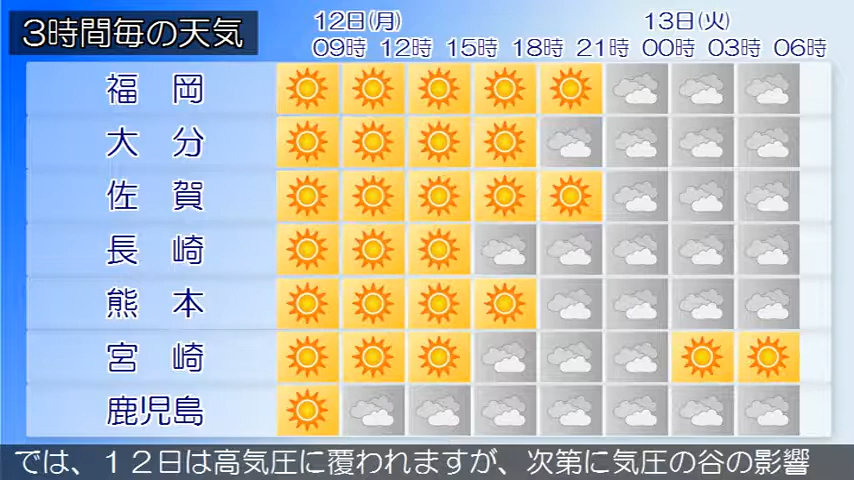 3時間毎の天気
12日(月) 13日(火)
09時 12時 15時 18時 21時 00時 03時 06時
福岡
大分
佐賀
長崎
熊本
宮崎
鹿児島
では、１２日は高気圧に覆われますが、次第に気圧の谷の影響